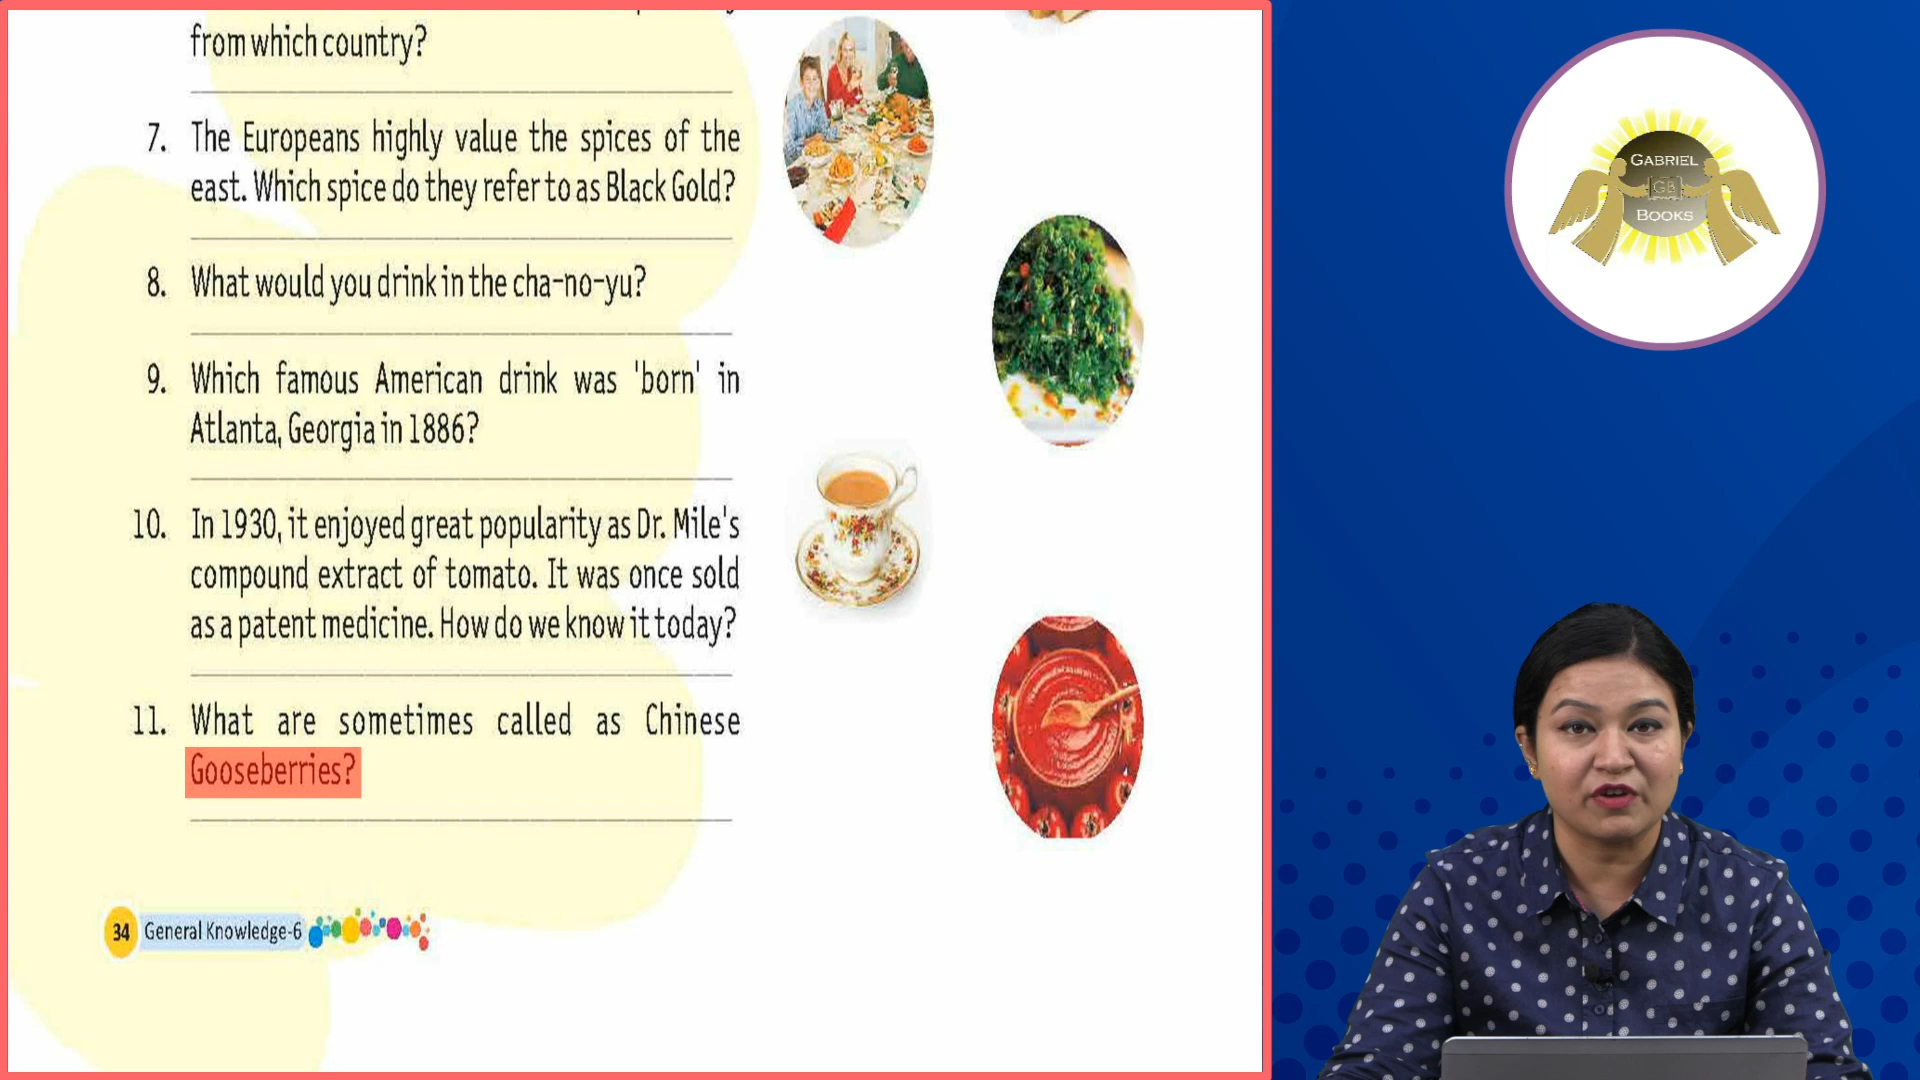 from which country?
7. The Europeans highly value the spices of the
east. Which spice do they refer to as Black Gold?
8. What would you drink in the cha-no-yu?
9. Which famous American drink was 'born' in
Atlanta, Georgia in 1886?
10. In 1930, it enjoyed great popularity as Dr. Mile's
compound extract of tomato. It was once sold
as a patent medicine. How do we know it today?
11. What are sometimes called as Chinese
Gooseberries?
34 General Knowledge-6
GABRIEL
GB
BOOKS